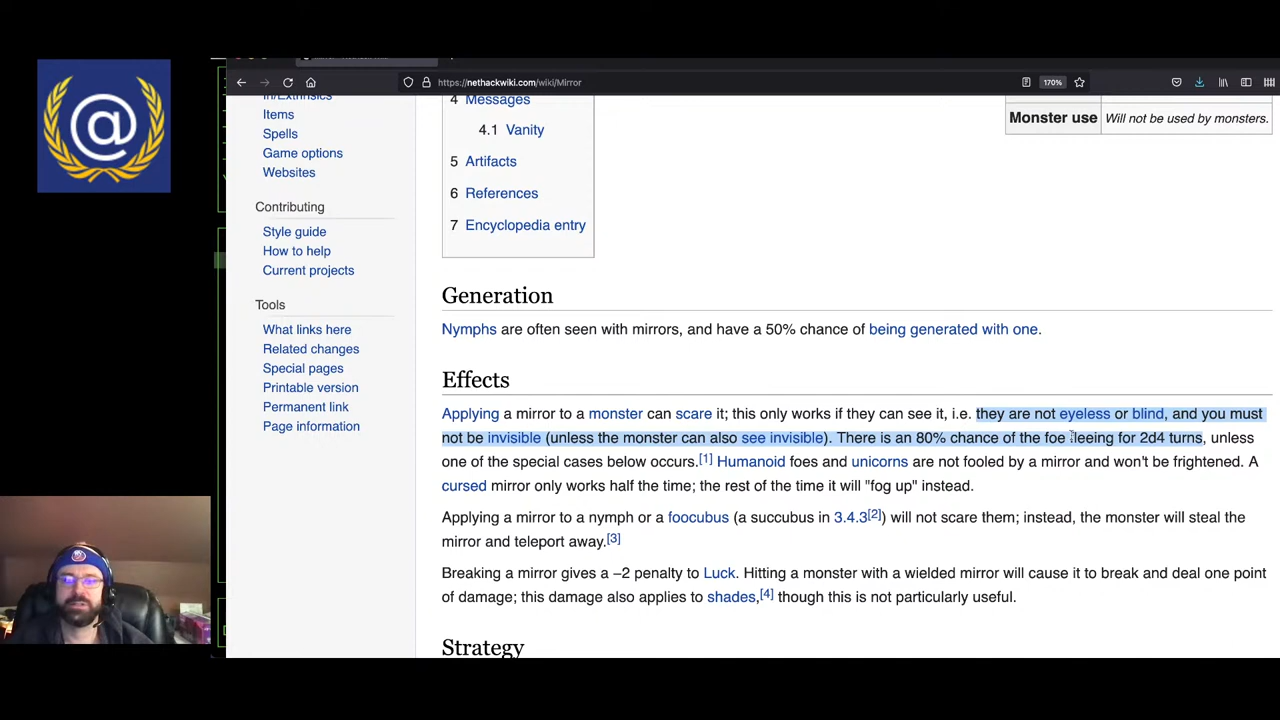 @
https://nethackwiki.com/wiki/Mirror
170%
Items
Spells
Game options
Websites
Contributing
Style guide
How to help
Current projects
Tools
What links here
Related changes
Special pages
Printable version
Permanent link
Page information
4 Messages
4.1 Vanity
5 Artifacts
6 References
7 Encyclopedia entry
Monster use Will not be used by monsters.
Generation
Nymphs are often seen with mirrors, and have a 50% chance of being generated with one.
Effects
Applying a mirror to a monster can scare it; this only works if they can see it, i.e. they are not eyeless or blind, and you must
not be invisible (unless the monster can also see invisible). There is an 80% chance of the foe fleeing for 2d4 turns, unless
one of the special cases below occurs.[1] Humanoid foes and unicorns are not fooled by a mirror and won't be frightened. A
cursed mirror only works half the time; the rest of the time it will "fog up" instead.
Applying a mirror to a nymph or a foocubus (a succubus in 3.4.3[2]) will not scare them; instead, the monster will steal the
mirror and teleport away.[3]
Breaking a mirror gives a −2 penalty to Luck. Hitting a monster with a wielded mirror will cause it to break and deal one point
of damage; this damage also applies to shades,[4] though this is not particularly useful.
Strategy